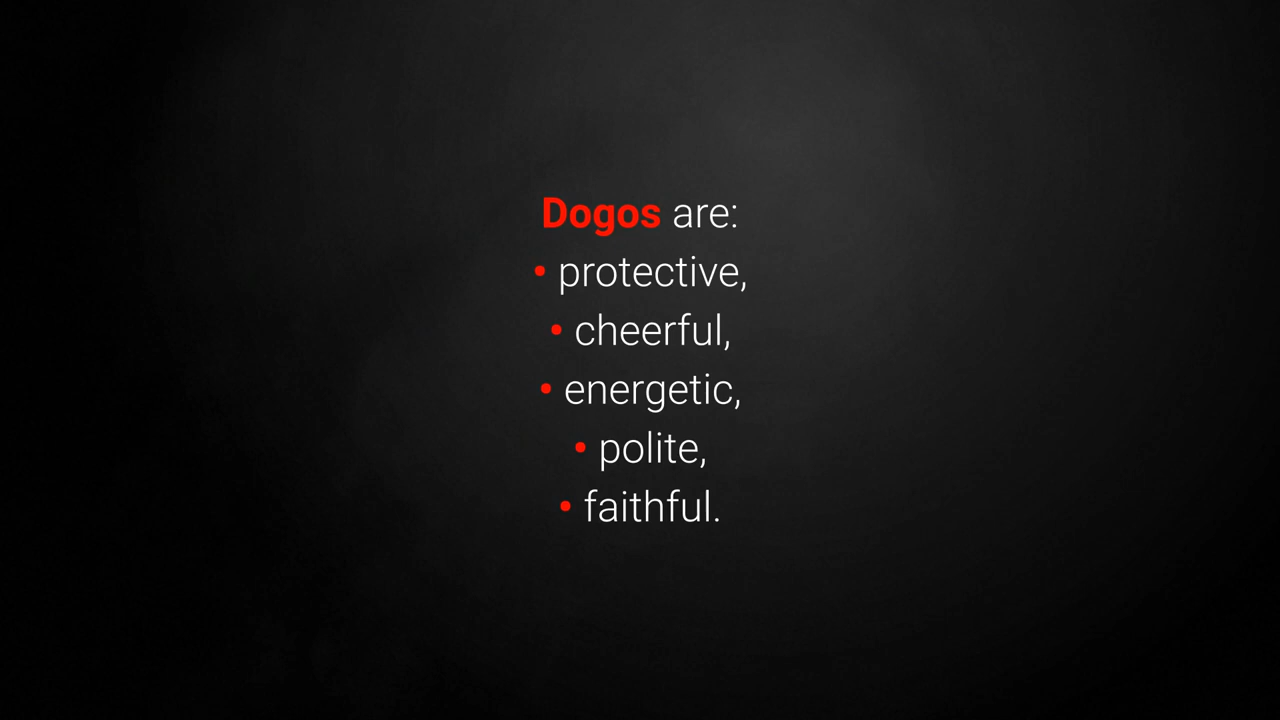 Dogos are:
• protective,
• cheerful,
• energetic,
• polite,
• faithful.